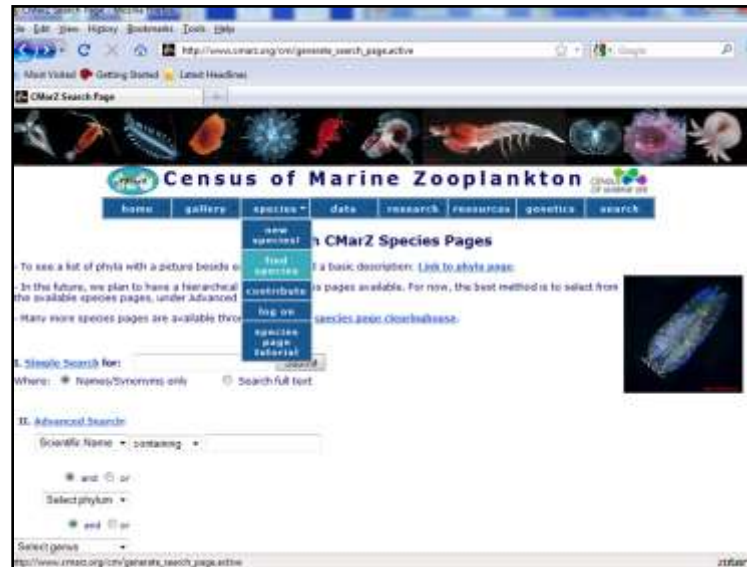 CMarZ Search Page - Mozilla Firefox
File Edit View History Bookmarks Tools Help
http://www.cmarz.org/cm/generate_search_page.active
Google
Most Visited Getting Started Latest Headlines
CMarZ Search Page
Census of Marine Zooplankton
home gallery species data research resources genetics search
new species!
find species
contribute
log on
species page tutorial
CMarZ Species Pages
- To see a list of phyla with a picture beside a basic description: Link to phyla page.
- In the future, we plan to have a hierarchical pages available. For now, the best method is to select from
the available species pages, under Advanced
- Many more species pages are available species page clearinghouse.
I. Simple Search for:
Where: Names/Synonyms only Search full text
II. Advanced Search:
Scientific Name containing
and or
Select phylum
and or
Select genus
http://www.cmarz.org/cm/generate_search_page.active